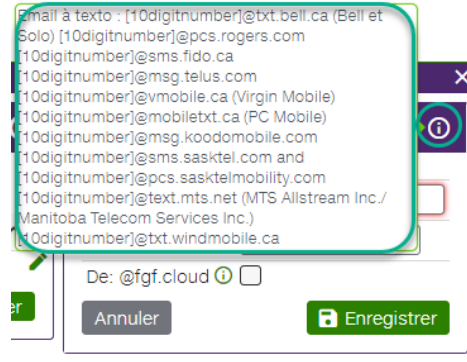 Email à texto : [10digitnumber]@txt.bell.ca (Bell et
Solo) [10digitnumber]@pcs.rogers.com
[10digitnumber]@sms.fido.ca
[10digitnumber]@msg.telus.com
[10digitnumber]@vmobile.ca (Virgin Mobile)
[10digitnumber]@mobiletxt.ca (PC Mobile)
[10digitnumber]@msg.koodomobile.com
[10digitnumber]@sms.sasktel.com and
[10digitnumber]@pcs.sasktelmobility.com
[10digitnumber]@text.mts.net (MTS Allstream Inc./
Manitoba Telecom Services Inc.)
[10digitnumber]@txt.windmobile.ca
De: @fgf.cloud
er
Annuler
Enregistrer